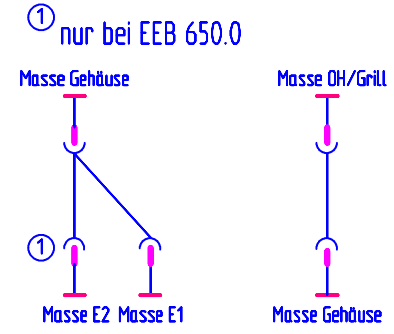 1 nur bei EEB 650.0
Masse Gehäuse
Masse OH/Grill
1
Masse E2
Masse E1
Masse Gehäuse